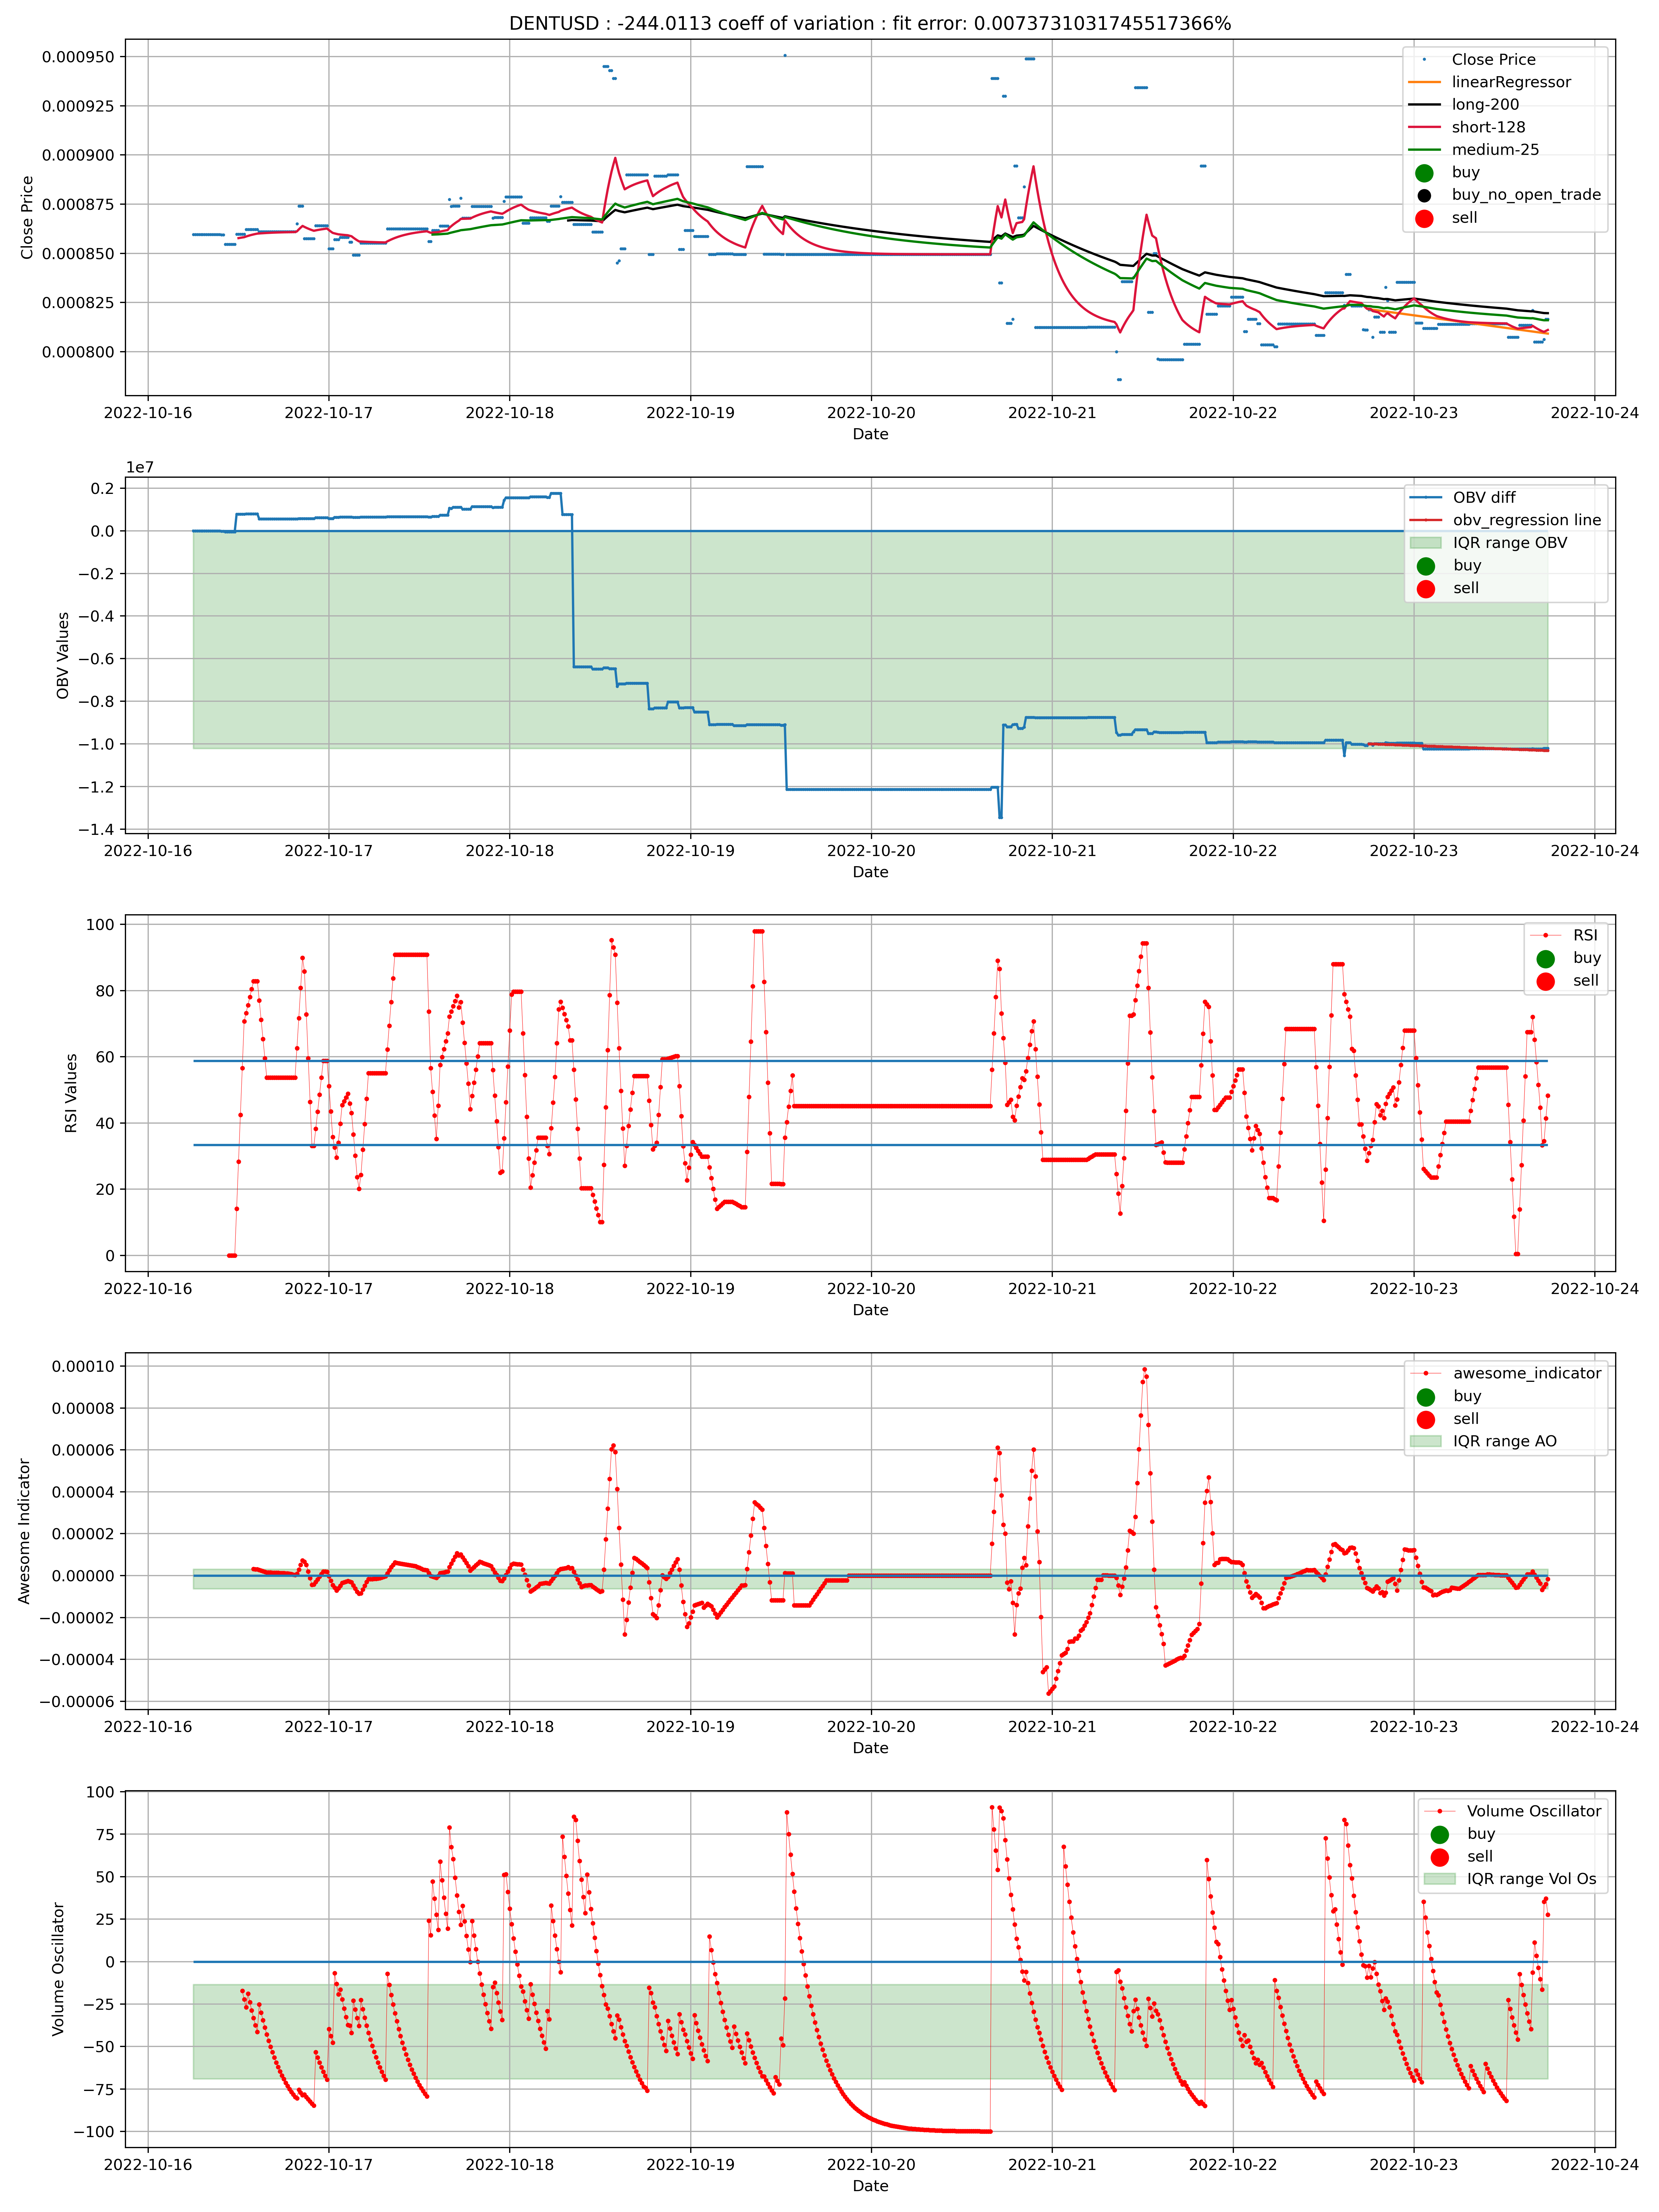 DENTUSD : -244.0113 coeff of variation : fit error: 0.0073731031745517366%
0.000950
0.000925
0.000900
0.000875
0.000850
0.000825
0.000800
Close Price
Close Price
linearRegressor
long-200
short-128
medium-25
buy
buy_no_open_trade
sell
2022-10-16 2022-10-17 2022-10-18 2022-10-19 2022-10-20 2022-10-21 2022-10-22 2022-10-23 2022-10-24
Date
1e7
0.2
0.0
−0.2
−0.4
−0.6
−0.8
−1.0
−1.2
−1.4
OBV Values
OBV diff
obv_regression line
IQR range OBV
buy
sell
2022-10-16 2022-10-17 2022-10-18 2022-10-19 2022-10-20 2022-10-21 2022-10-22 2022-10-23 2022-10-24
Date
100
80
60
40
20
0
RSI Values
RSI
buy
sell
2022-10-16 2022-10-17 2022-10-18 2022-10-19 2022-10-20 2022-10-21 2022-10-22 2022-10-23 2022-10-24
Date
0.00010
0.00008
0.00006
0.00004
0.00002
0.00000
−0.00002
−0.00004
−0.00006
Awesome Indicator
awesome_indicator
buy
sell
IQR range AO
2022-10-16 2022-10-17 2022-10-18 2022-10-19 2022-10-20 2022-10-21 2022-10-22 2022-10-23 2022-10-24
Date
100
75
50
25
0
−25
−50
−75
−100
Volume Oscillator
Volume Oscillator
buy
sell
IQR range Vol Os
2022-10-16 2022-10-17 2022-10-18 2022-10-19 2022-10-20 2022-10-21 2022-10-22 2022-10-23 2022-10-24
Date